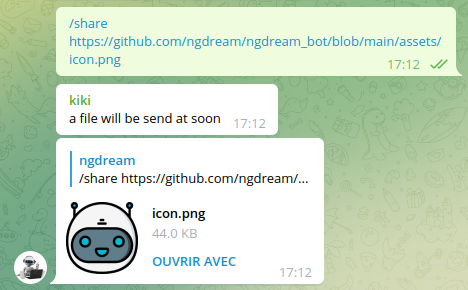 /share
https://github.com/ngdream/ngdream_bot/blob/main/assets/
icon.png
17:12
kiki
a file will be send at soon 17:12
ngdream
/share https://github.com/ngdream/...
icon.png
44.0 KB
OUVRIR AVEC
17:12